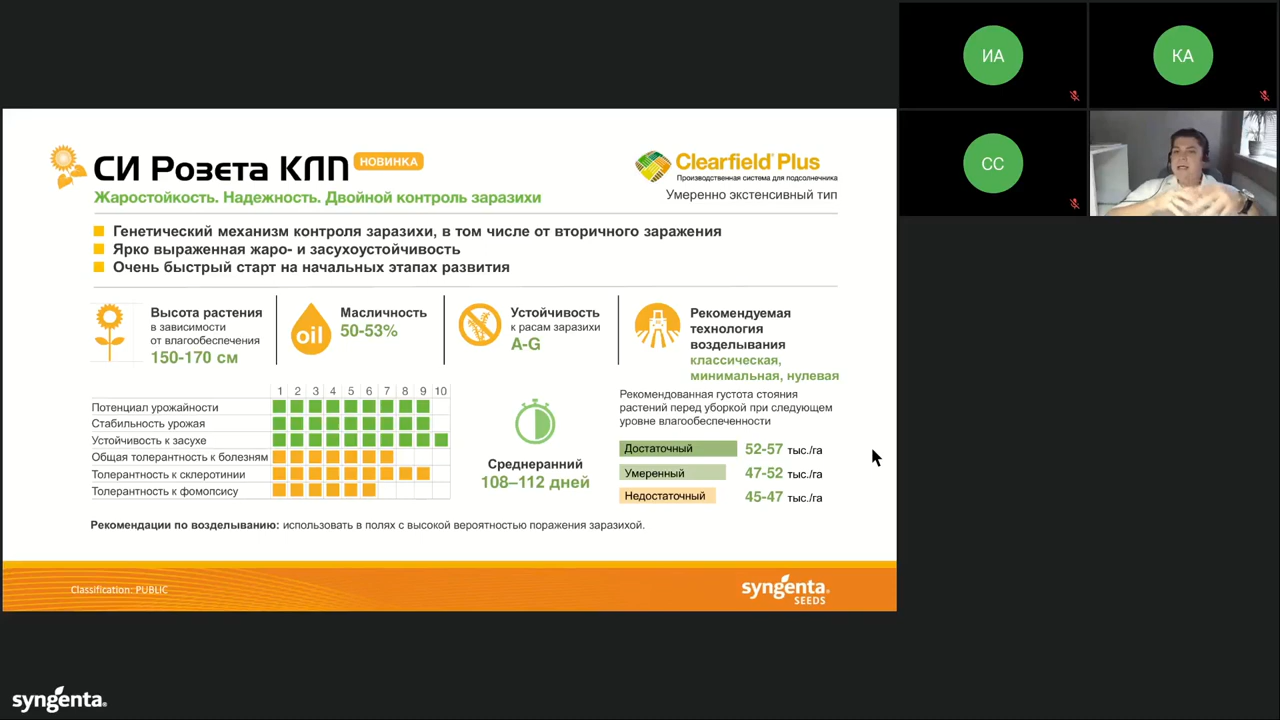 ИА
КА
СС
СИ Розєта КЛП
НОВИНКА
Clearfield® Plus
Производственная система для подсолнечника
Умеренно экстенсивный тип
Жаростойкость. Надежность. Двойной контроль заразихи
Генетический механизм контроля заразихи, в том числе от вторичного заражения
Ярко выраженная жаро- и засухоустойчивость
Очень быстрый старт на начальных этапах развития
Высота растения
в зависимости
от влагообеспечения
150-170 см
oil
Масличность
50-53%
Устойчивость
к расам заразихи
A-G
Рекомендуемая
технология
возделывания
классическая,
минимальная, нулевая
1 2 3 4 5 6 7 8 9 10
Потенциал урожайности
Стабильность урожая
Устойчивость к засухе
Общая толерантность к болезням
Толерантность к склеротинии
Толерантность к фомопсису
Среднеранний
108–112 дней
Рекомендованная густота стояния
растений перед уборкой при следующем
уровне влагообеспеченности
Достаточный 52-57 тыс./га
Умеренный 47-52 тыс./га
Недостаточный 45-47 тыс./га
Рекомендации по возделыванию: использовать в полях с высокой вероятностью поражения заразихой.
Classification: PUBLIC
syngenta®
SEEDS
syngenta®